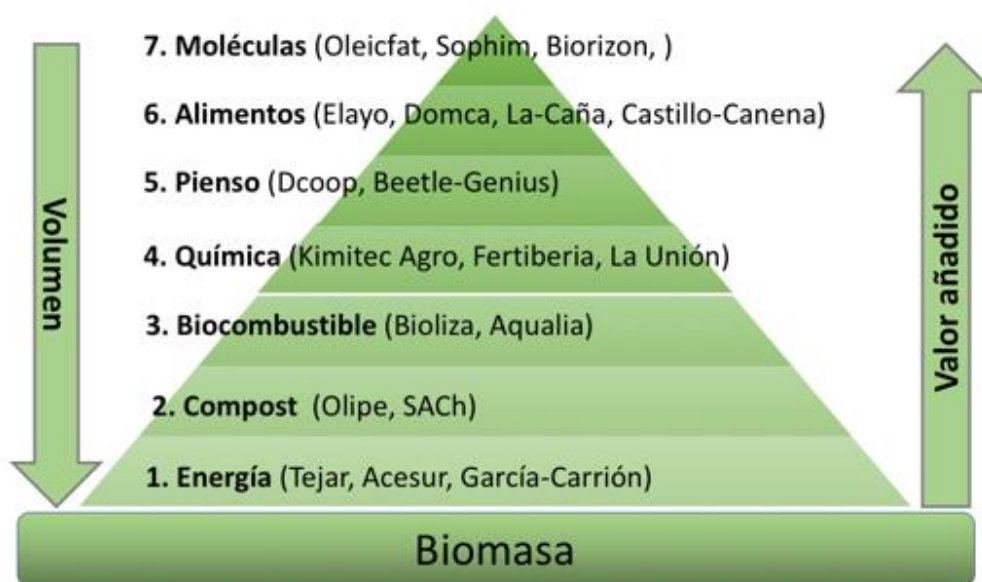 7. Moléculas (Oleicfat, Sophim, Biorizon, )
6. Alimentos (Elayo, Domca, La-Caña, Castillo-Canena)
5. Pienso (Dcoop, Beetle-Genius)
4. Química (Kimitec Agro, Fertiberia, La Unión)
3. Biocombustible (Bioliza, Aqualia)
2. Compost (Olipe, SACh)
1. Energía (Tejar, Acesur, García-Carrión)
Volumen
Valor añadido
Biomasa